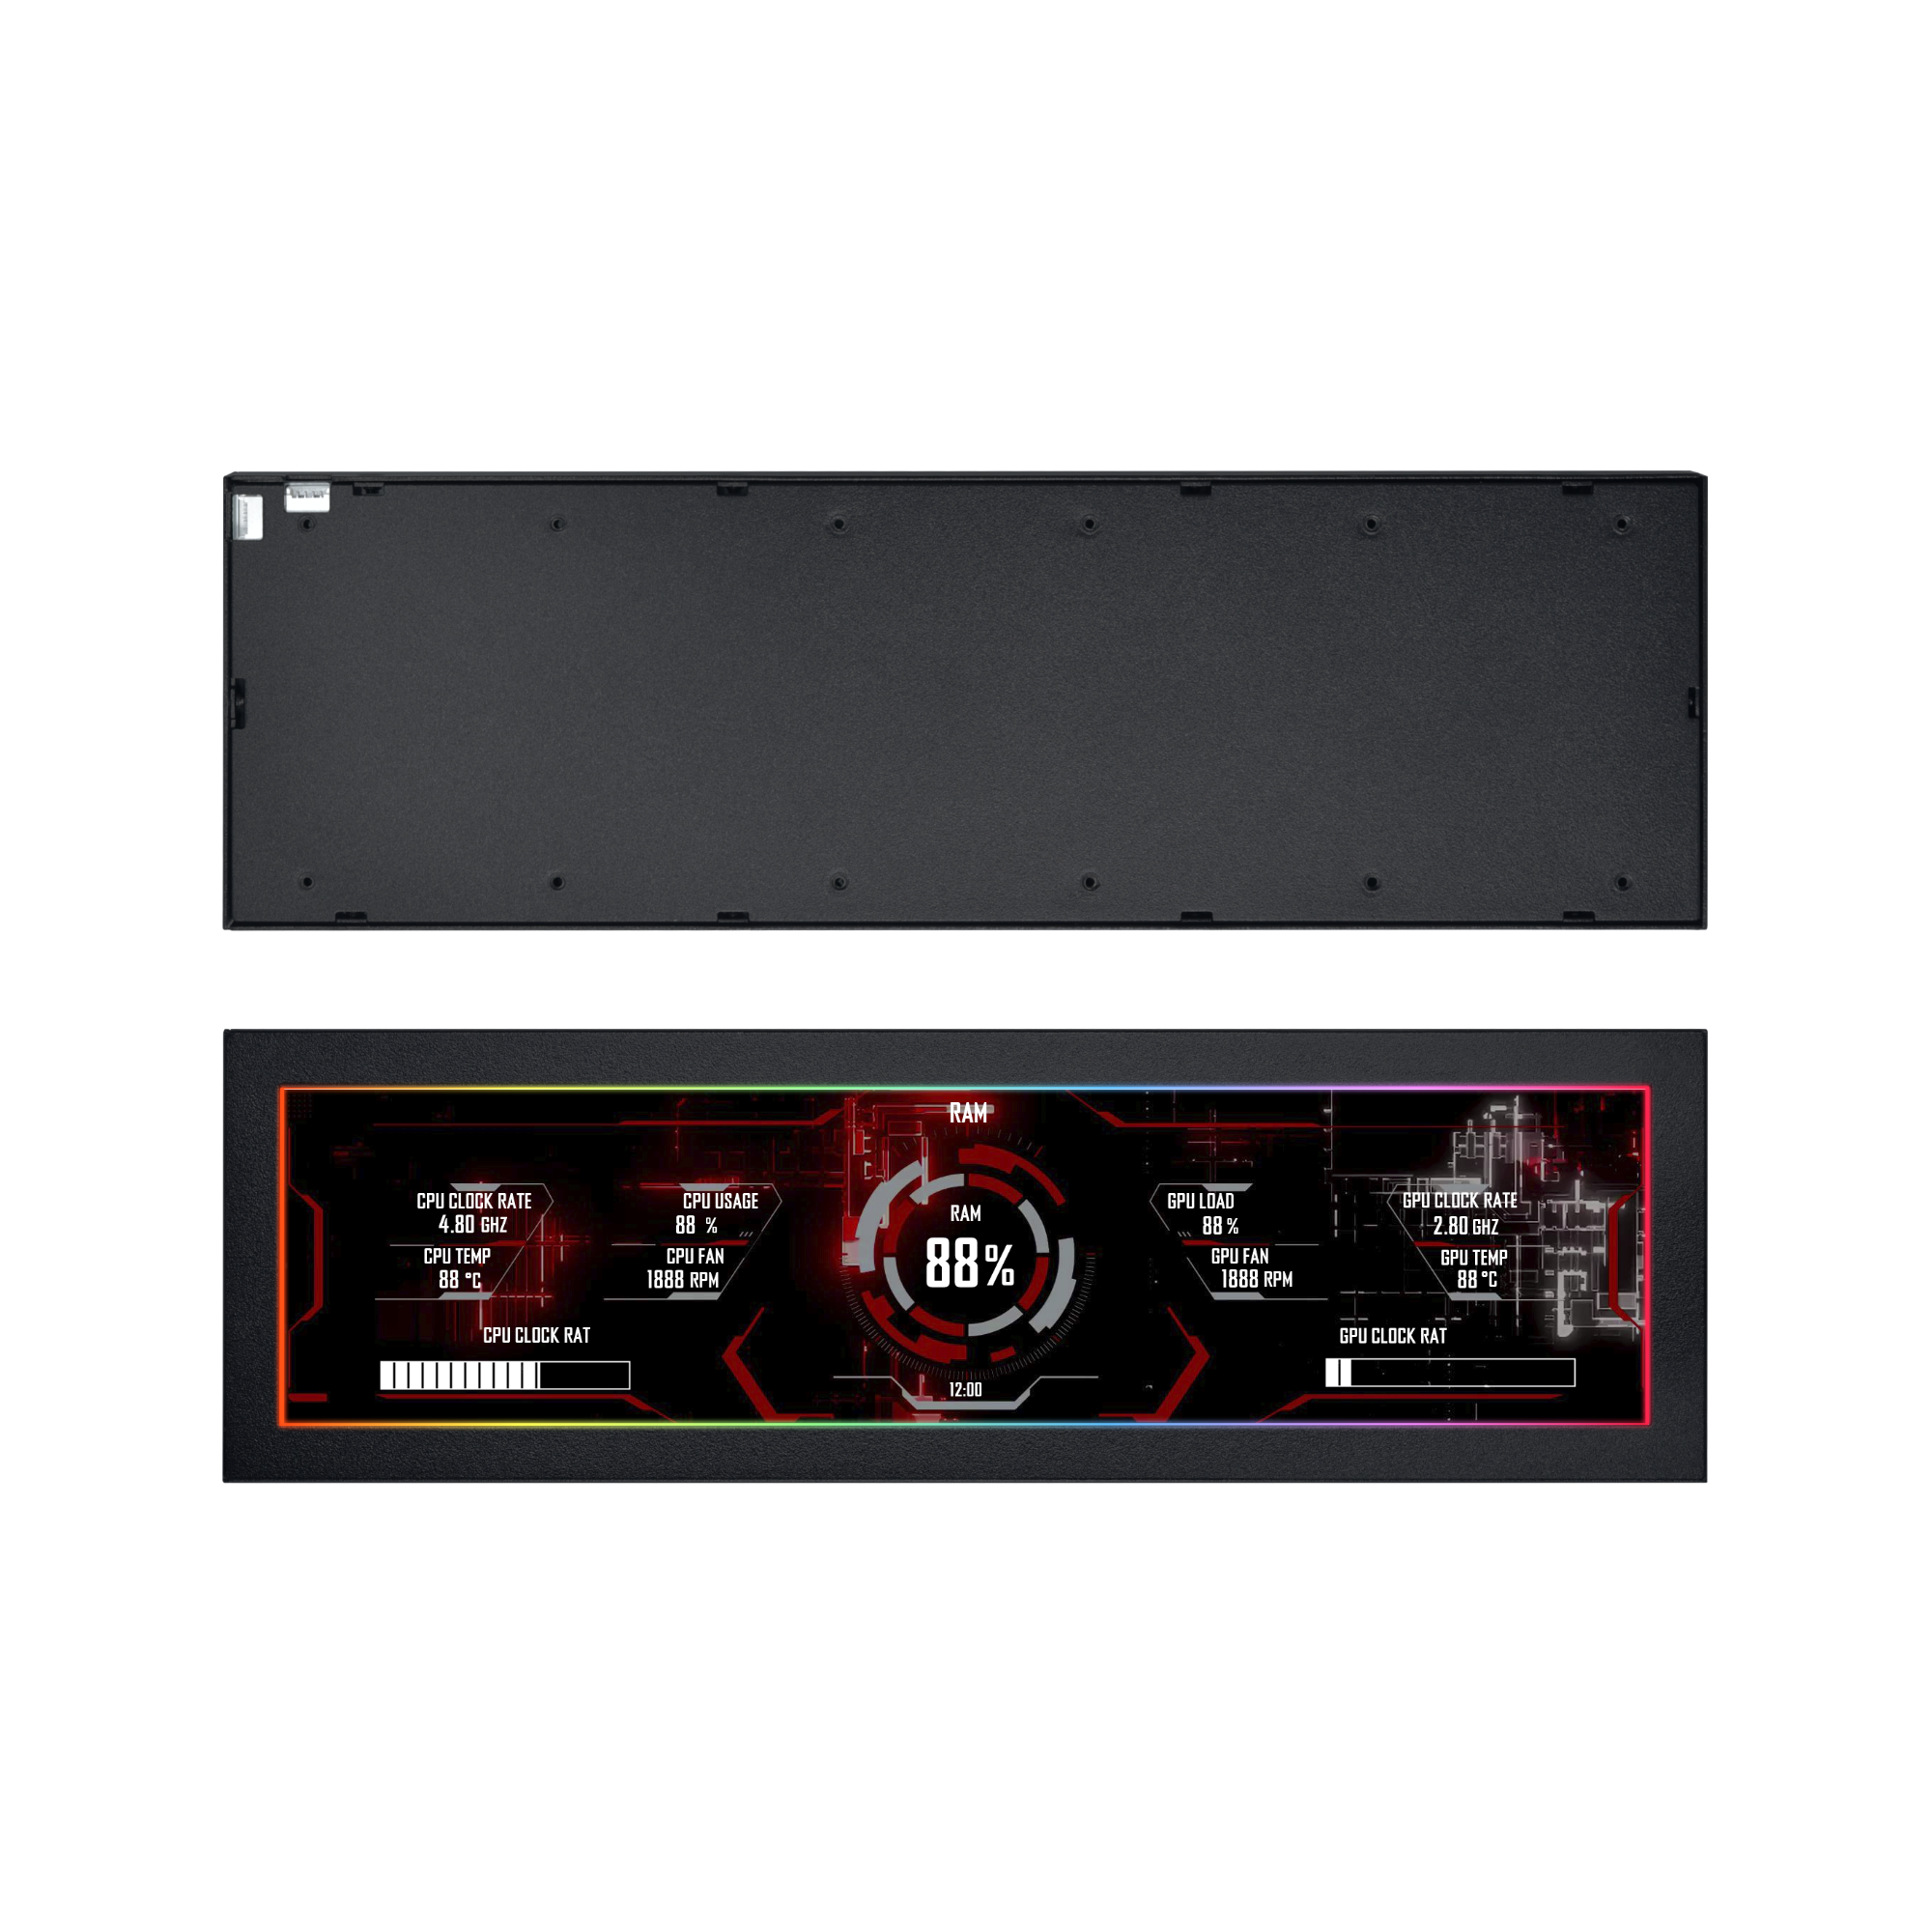 RAM
CPU CLOCK RATE
4.80 GHZ
CPU TEMP
88 °C
CPU USAGE
88 %
CPU FAN
1888 RPM
RAM
88%
GPU LOAD
88 %
GPU FAN
1888 RPM
GPU CLOCK RATE
2.80 GHZ
GPU TEMP
88 °C
CPU CLOCK RAT
GPU CLOCK RAT
12:00